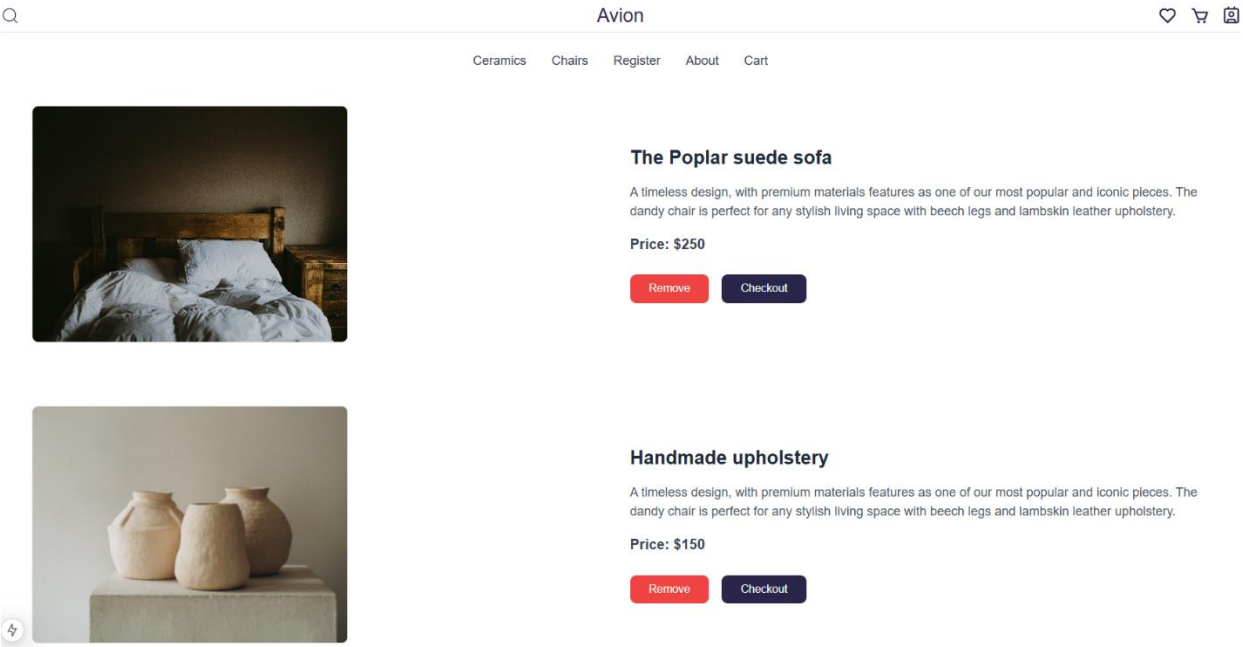 Avion
Ceramics Chairs Register About Cart
The Poplar suede sofa
A timeless design, with premium materials features as one of our most popular and iconic pieces. The
dandy chair is perfect for any stylish living space with beech legs and lambskin leather upholstery.
Price: $250
Remove Checkout
Handmade upholstery
A timeless design, with premium materials features as one of our most popular and iconic pieces. The
dandy chair is perfect for any stylish living space with beech legs and lambskin leather upholstery.
Price: $150
Remove Checkout